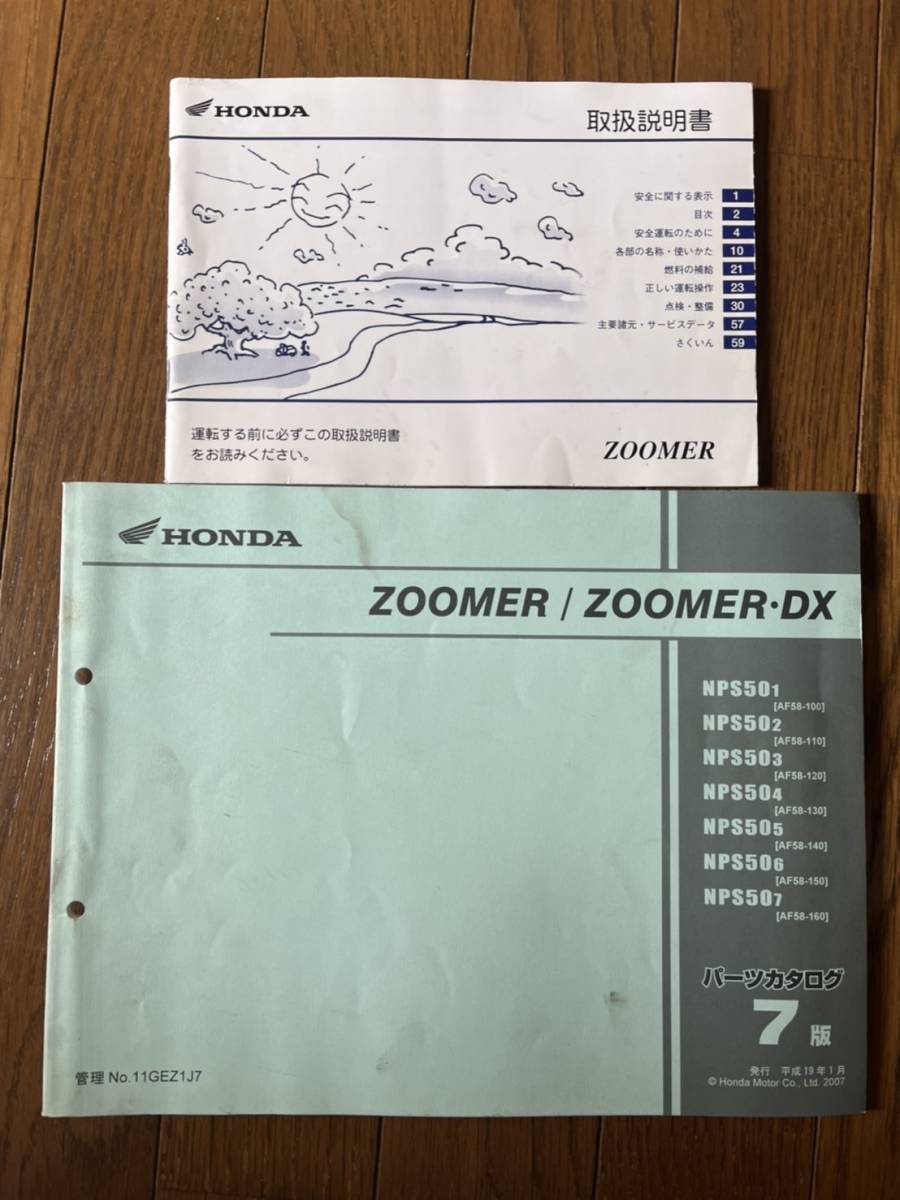 HONDA
取扱説明書
安全に関する表示 1
目次 2
安全運転のために 4
各部の名称・使いかた 10
燃料の補給 21
正しい運転操作 23
点検・整備 30
主要諸元・サービスデータ 57
さくいん 59
運転する前に必ずこの取扱説明書
をお読みください。
ZOOMER
HONDA
ZOOMER / ZOOMER・DX
NPS501
[AF58-100]
NPS502
[AF58-110]
NPS503
[AF58-120]
NPS504
[AF58-130]
NPS505
[AF58-140]
NPS506
[AF58-150]
NPS507
[AF58-160]
パーツカタログ
7版
発行 平成19年1月
© Honda Motor Co., Ltd. 2007
管理 No.11GEZ1J7